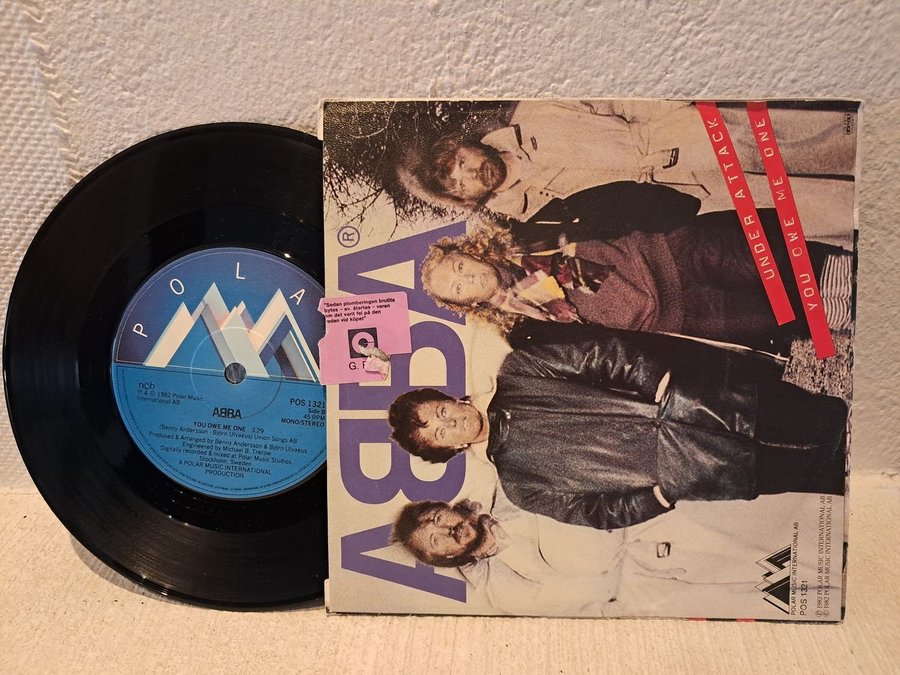 POLA
ncb
℗ & © 1982 Polar Music
International AB
POS 1321
Side B
45 RPM
MONO/STEREO
ABBA
YOU OWE ME ONE 3:29
(Benny Andersson - Björn Ulvaeus) Union Songs AB
Produced & Arranged by Benny Andersson & Björn Ulvaeus
Engineered by Michael B. Tretow
Digitally recorded & mixed at Polar Music Studios,
Stockholm, Sweden
A POLAR MUSIC INTERNATIONAL
PRODUCTION
"Sedan plomberingen brutits
bytes – ev. återtas – varan
om det varit fel på den
redan vid köpet"
G.
ABBA®
UNDER ATTACK
YOU OWE ME ONE
POLAR MUSIC INTERNATIONAL AB
POS 1321
℗ 1982 POLAR MUSIC INTERNATIONAL AB
© 1982 POLAR MUSIC INTERNATIONAL AB